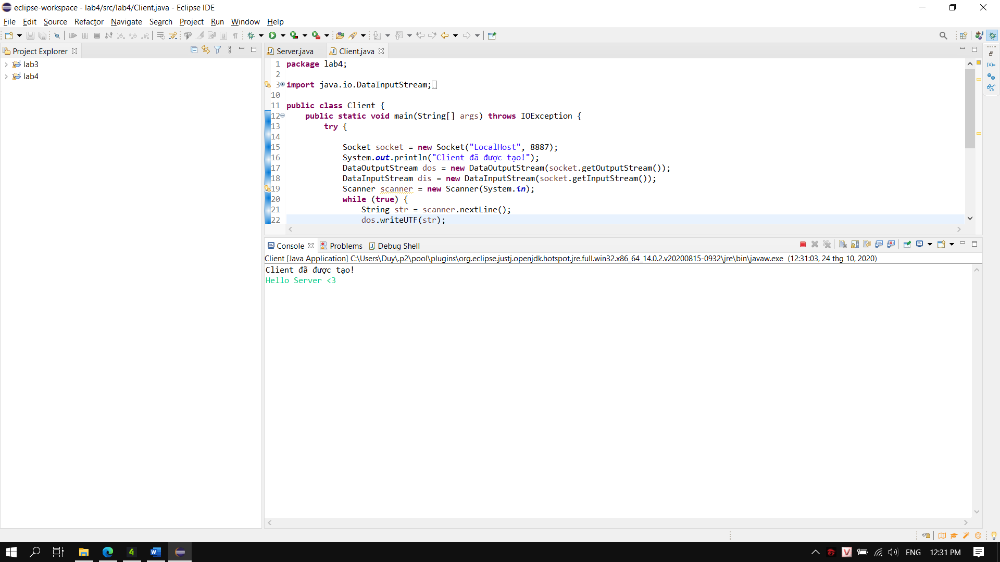 eclipse-workspace - lab4/src/lab4/Client.java - Eclipse IDE
File Edit Source Refactor Navigate Search Project Run Window Help
Project Explorer
lab3
lab4
Server.java Client.java
1 package lab4;
2
3 import java.io.DataInputStream;
10
11 public class Client {
12 public static void main(String[] args) throws IOException {
13 try {
14
15 Socket socket = new Socket("LocalHost", 8887);
16 System.out.println("Client đã được tạo!");
17 DataOutputStream dos = new DataOutputStream(socket.getOutputStream());
18 DataInputStream dis = new DataInputStream(socket.getInputStream());
19 Scanner scanner = new Scanner(System.in);
20 while (true) {
21 String str = scanner.nextLine();
22 dos.writeUTF(str);
Console Problems Debug Shell
Client [Java Application] C:\Users\Duy\.p2\pool\plugins\org.eclipse.justj.openjdk.hotspot.jre.full.win32.x86_64_14.0.2.v20200815-0932\jre\bin\javaw.exe (12:31:03, 24 thg 10, 2020)
Client đã được tạo!
Hello Server <3
ENG 12:31 PM